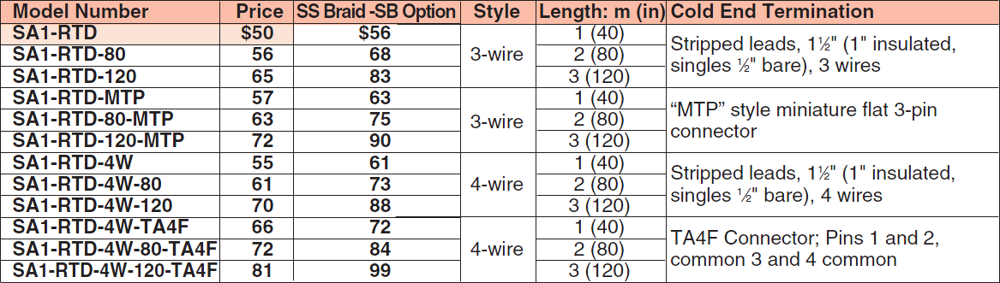 Model Number Price SS Braid -SB Option Style Length: m (in) Cold End Termination
SA1-RTD $50 $56 3-wire 1 (40) Stripped leads, 1½" (1" insulated, singles ½" bare), 3 wires
SA1-RTD-80 56 68 2 (80)
SA1-RTD-120 65 83 3 (120)
SA1-RTD-MTP 57 63 3-wire 1 (40) “MTP” style miniature flat 3-pin connector
SA1-RTD-80-MTP 63 75 2 (80)
SA1-RTD-120-MTP 72 90 3 (120)
SA1-RTD-4W 55 61 4-wire 1 (40) Stripped leads, 1½" (1" insulated, singles ½" bare), 4 wires
SA1-RTD-4W-80 61 73 2 (80)
SA1-RTD-4W-120 70 88 3 (120)
SA1-RTD-4W-TA4F 66 72 4-wire 1 (40) TA4F Connector; Pins 1 and 2, common 3 and 4 common
SA1-RTD-4W-80-TA4F 72 84 2 (80)
SA1-RTD-4W-120-TA4F 81 99 3 (120)